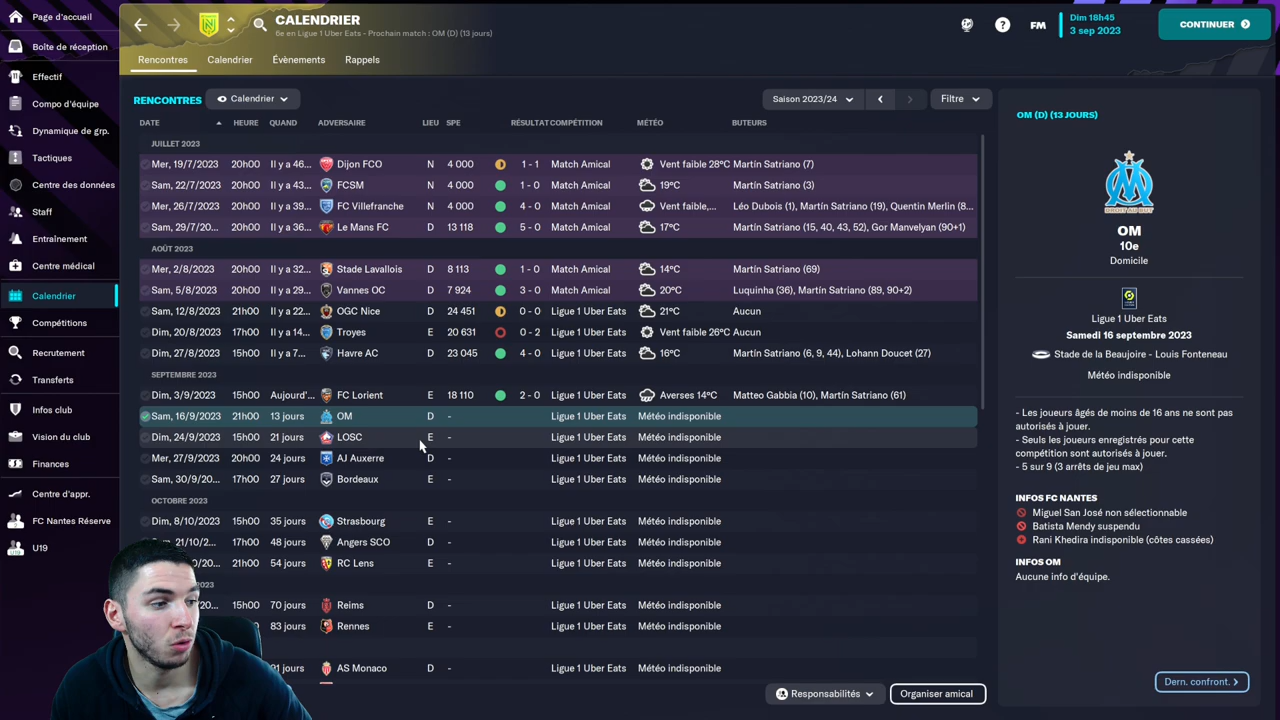 Page d'accueil
Boîte de réception
Effectif
Compo d'équipe
Dynamique de grp.
Tactiques
Centre des données
Staff
Entraînement
Centre médical
Calendrier
Compétitions
Recrutement
Transferts
Infos club
Vision du club
Finances
Centre d'appr.
FC Nantes Réserve
U19
CALENDRIER
6e en Ligue 1 Uber Eats - Prochain match : OM (D) (13 jours)
FM
Dim 18h45
3 sep 2023
CONTINUER
Rencontres Calendrier Évènements Rappels
RENCONTRES Calendrier Saison 2023/24 Filtre
DATE HEURE QUAND ADVERSAIRE LIEU SPE RÉSULTAT COMPÉTITION MÉTÉO BUTEURS
JUILLET 2023
Mer, 19/7/2023 20h00 Il y a 46... Dijon FCO N 4 000 1 - 1 Match Amical Vent faible 28°C Martín Satriano (7)
Sam, 22/7/2023 20h00 Il y a 43... FCSM N 4 000 1 - 0 Match Amical 19°C Martín Satriano (3)
Mer, 26/7/2023 20h00 Il y a 39... FC Villefranche N 4 000 4 - 0 Match Amical Vent faible,... Léo Dubois (1), Martín Satriano (19), Quentin Merlin (8...
Sam, 29/7/20... 20h00 Il y a 36... Le Mans FC D 13 118 5 - 0 Match Amical 17°C Martín Satriano (15, 40, 43, 52), Gor Manvelyan (90+1)
AOÛT 2023
Mer, 2/8/2023 20h00 Il y a 32... Stade Lavallois D 8 113 1 - 0 Match Amical 14°C Martín Satriano (69)
Sam, 5/8/2023 20h00 Il y a 29... Vannes OC D 7 924 3 - 0 Match Amical 20°C Luquinha (36), Martín Satriano (89, 90+2)
Sam, 12/8/2023 21h00 Il y a 22... OGC Nice D 24 451 0 - 0 Ligue 1 Uber Eats 21°C Aucun
Dim, 20/8/2023 17h00 Il y a 14... Troyes E 20 631 0 - 2 Ligue 1 Uber Eats Vent faible 26°C Aucun
Dim, 27/8/2023 15h00 Il y a 7... Havre AC D 23 045 4 - 0 Ligue 1 Uber Eats 16°C Martín Satriano (6, 9, 44), Lohann Doucet (27)
SEPTEMBRE 2023
Dim, 3/9/2023 15h00 Aujourd'... FC Lorient E 18 110 2 - 0 Ligue 1 Uber Eats Averses 14°C Matteo Gabbia (10), Martín Satriano (61)
Sam, 16/9/2023 21h00 13 jours OM D - Ligue 1 Uber Eats Météo indisponible
Dim, 24/9/2023 15h00 21 jours LOSC E - Ligue 1 Uber Eats Météo indisponible
Mer, 27/9/2023 20h00 24 jours AJ Auxerre D - Ligue 1 Uber Eats Météo indisponible
Sam, 30/9/20... 17h00 27 jours Bordeaux E - Ligue 1 Uber Eats Météo indisponible
OCTOBRE 2023
Dim, 8/10/2023 15h00 35 jours Strasbourg E - Ligue 1 Uber Eats Météo indisponible
21/10/2... 17h00 48 jours Angers SCO D - Ligue 1 Uber Eats Météo indisponible
21h00 54 jours RC Lens E - Ligue 1 Uber Eats Météo indisponible
2023
15h00 70 jours Reims D - Ligue 1 Uber Eats Météo indisponible
83 jours Rennes E - Ligue 1 Uber Eats Météo indisponible
jours AS Monaco D - Ligue 1 Uber Eats Météo indisponible
Responsabilités Organiser amical
OM (D) (13 JOURS)
DROIT AU BUT
OM
10e
Domicile
Ligue 1 Uber Eats
Samedi 16 septembre 2023
Stade de la Beaujoire - Louis Fonteneau
Météo indisponible
- Les joueurs âgés de moins de 16 ans ne sont pas
autorisés à jouer.
- Seuls les joueurs enregistrés pour cette
compétition sont autorisés à jouer.
- 5 sur 9 (3 arrêts de jeu max)
INFOS FC NANTES
Miguel San José non sélectionnable
Batista Mendy suspendu
Rani Khedira indisponible (côtes cassées)
INFOS OM
Aucune info d'équipe.
Dern. confront.